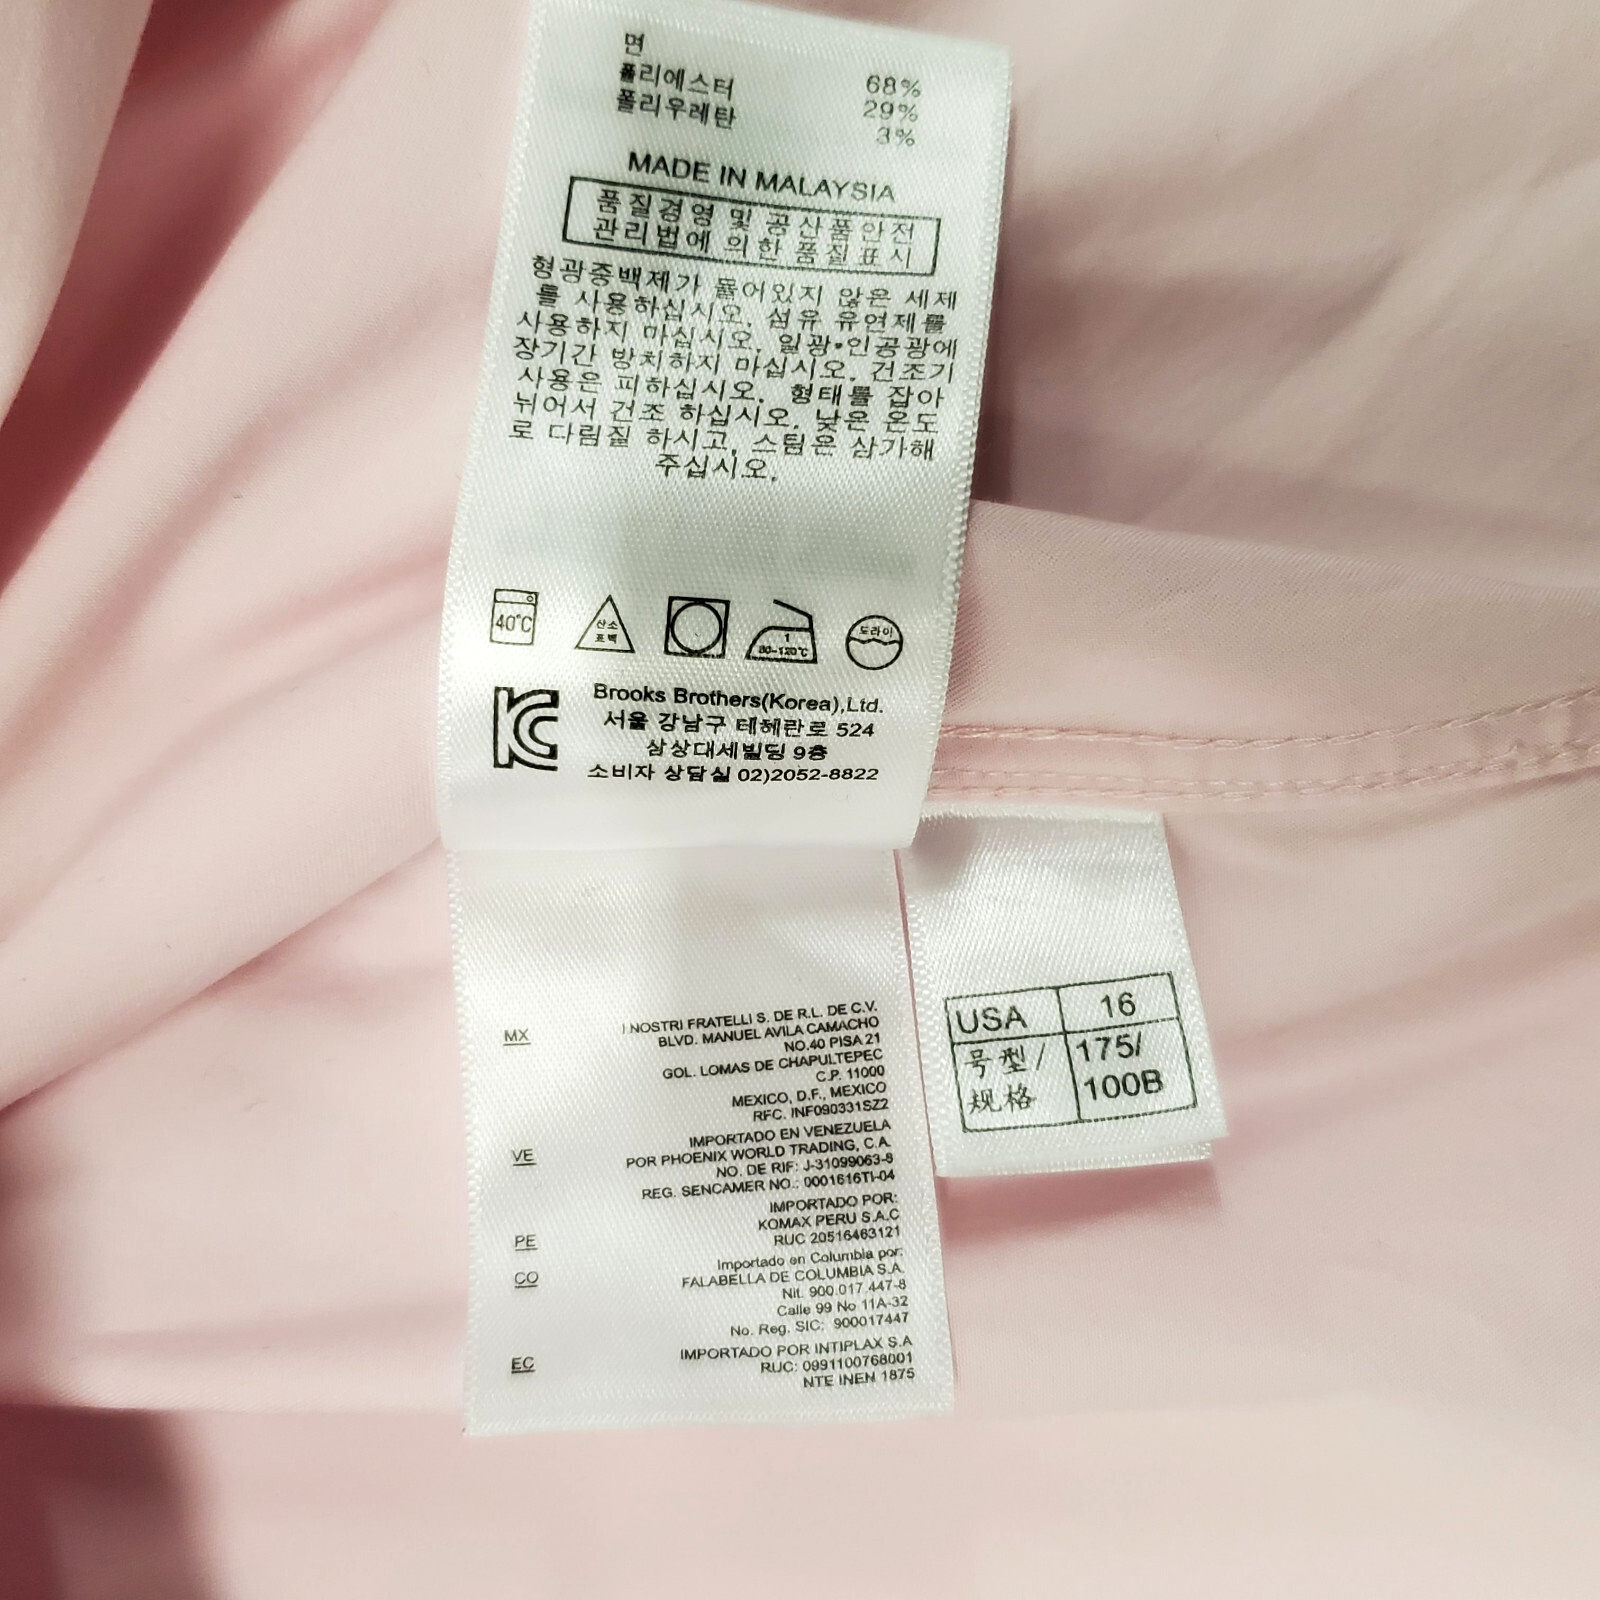 면
폴리에스터 68%
폴리우레탄 29%
3%
MADE IN MALAYSIA
품질경영 및 공산품안전
관리법에 의한 품질표시
형광증백제가 들어있지 않은 세제
를 사용하십시오. 섬유 유연제를
사용하지 마십시오. 일광•인공광에
장기간 방치하지 마십시오. 건조기
사용은 피하십시오. 형태를 잡아
뉘어서 건조 하십시오. 낮은 온도
로 다림질 하시고, 스팀은 삼가해
주십시오.
40℃
산소
표백
1
80-120℃
드라이
Brooks Brothers(Korea),Ltd.
서울 강남구 테헤란로 524
삼상대세빌딩 9층
소비자 상담실 02)2052-8822
MX I NOSTRI FRATELLI S. DE R.L. DE C.V.
BLVD. MANUEL AVILA CAMACHO
NO.40 PISA 21
GOL. LOMAS DE CHAPULTEPEC
C.P. 11000
MEXICO, D.F., MEXICO
RFC. INF090331SZ2
IMPORTADO EN VENEZUELA
VE POR PHOENIX WORLD TRADING, C.A.
NO. DE RIF: J-31099063-8
REG. SENCAMER NO.: 0001616TI-04
IMPORTADO POR:
KOMAX PERU S.A.C
PE RUC 20516463121
Importado en Columbia por:
CO FALABELLA DE COLUMBIA S.A.
Nit. 900.017.447-8
Calle 99 No 11A-32
No. Reg. SIC: 900017447
EC IMPORTADO POR INTIPLAX S.A
RUC: 0991100768001
NTE INEN 1875
USA 16
号型/ 175/
规格 100B